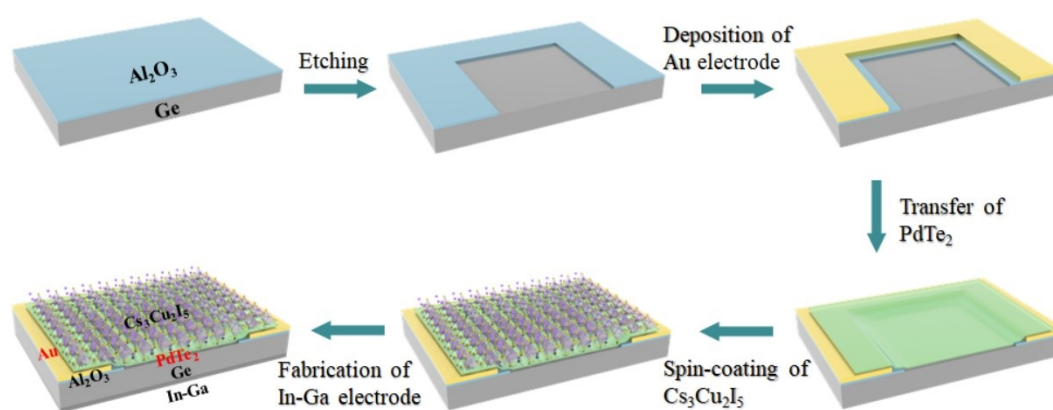 Al₂O₃
Ge
Etching
Deposition of
Au electrode
Transfer of
PdTe₂
Spin-coating of
Cs₃Cu₂I₅
Fabrication of
In-Ga electrode
Cs₃Cu₂I₅
Au
PdTe₂
Al₂O₃
Ge
In-Ga